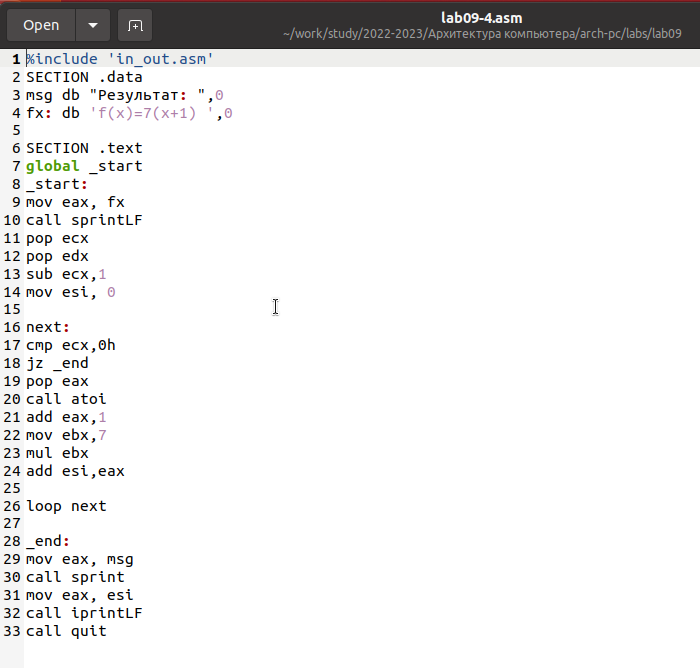 Open
lab09-4.asm
~/work/study/2022-2023/Архитектура компьютера/arch-pc/labs/lab09
1 %include 'in_out.asm'
2 SECTION .data
3 msg db "Результат: ",0
4 fx: db 'f(x)=7(x+1) ',0
5
6 SECTION .text
7 global _start
8 _start:
9 mov eax, fx
10 call sprintLF
11 pop ecx
12 pop edx
13 sub ecx,1
14 mov esi, 0
15
16 next:
17 cmp ecx,0h
18 jz _end
19 pop eax
20 call atoi
21 add eax,1
22 mov ebx,7
23 mul ebx
24 add esi,eax
25
26 loop next
27
28 _end:
29 mov eax, msg
30 call sprint
31 mov eax, esi
32 call iprintLF
33 call quit